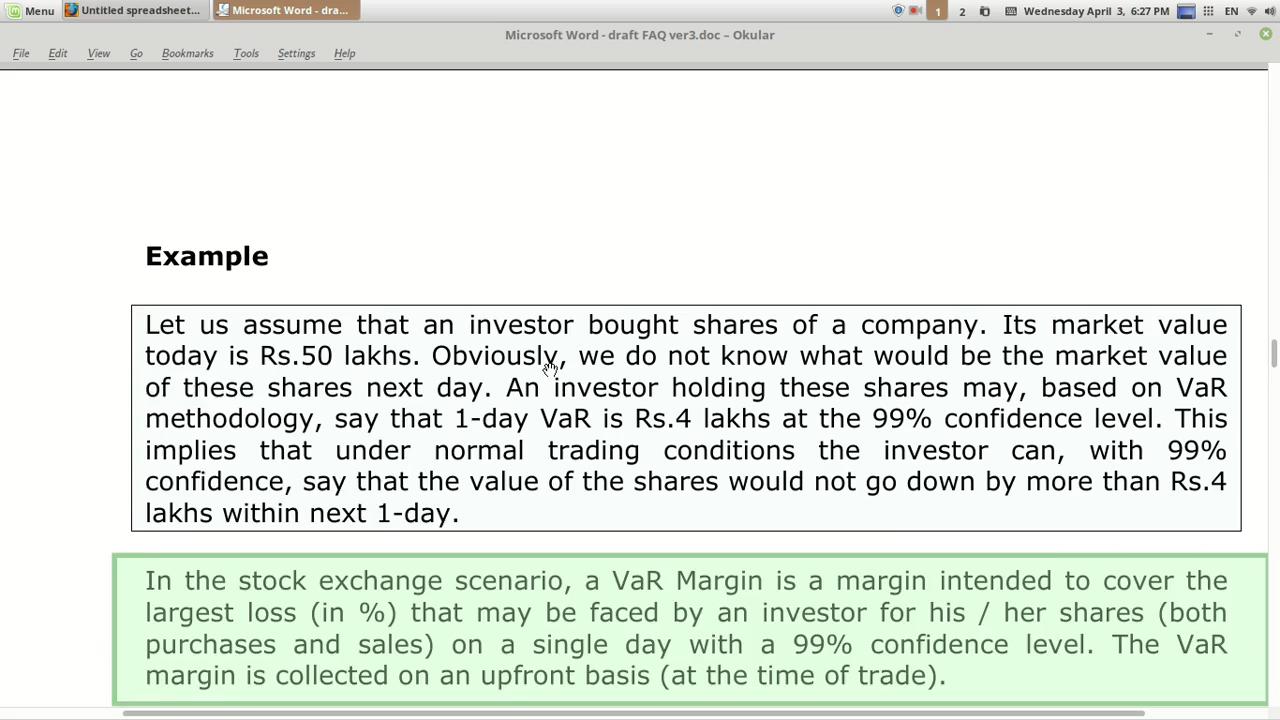 Menu Untitled spreadsheet... Microsoft Word - dra... 1 2 Wednesday April 3, 6:27 PM EN
Microsoft Word - draft FAQ ver3.doc – Okular
File Edit View Go Bookmarks Tools Settings Help
Example
Let us assume that an investor bought shares of a company. Its market value
today is Rs.50 lakhs. Obviously, we do not know what would be the market value
of these shares next day. An investor holding these shares may, based on VaR
methodology, say that 1-day VaR is Rs.4 lakhs at the 99% confidence level. This
implies that under normal trading conditions the investor can, with 99%
confidence, say that the value of the shares would not go down by more than Rs.4
lakhs within next 1-day.
In the stock exchange scenario, a VaR Margin is a margin intended to cover the
largest loss (in %) that may be faced by an investor for his / her shares (both
purchases and sales) on a single day with a 99% confidence level. The VaR
margin is collected on an upfront basis (at the time of trade).